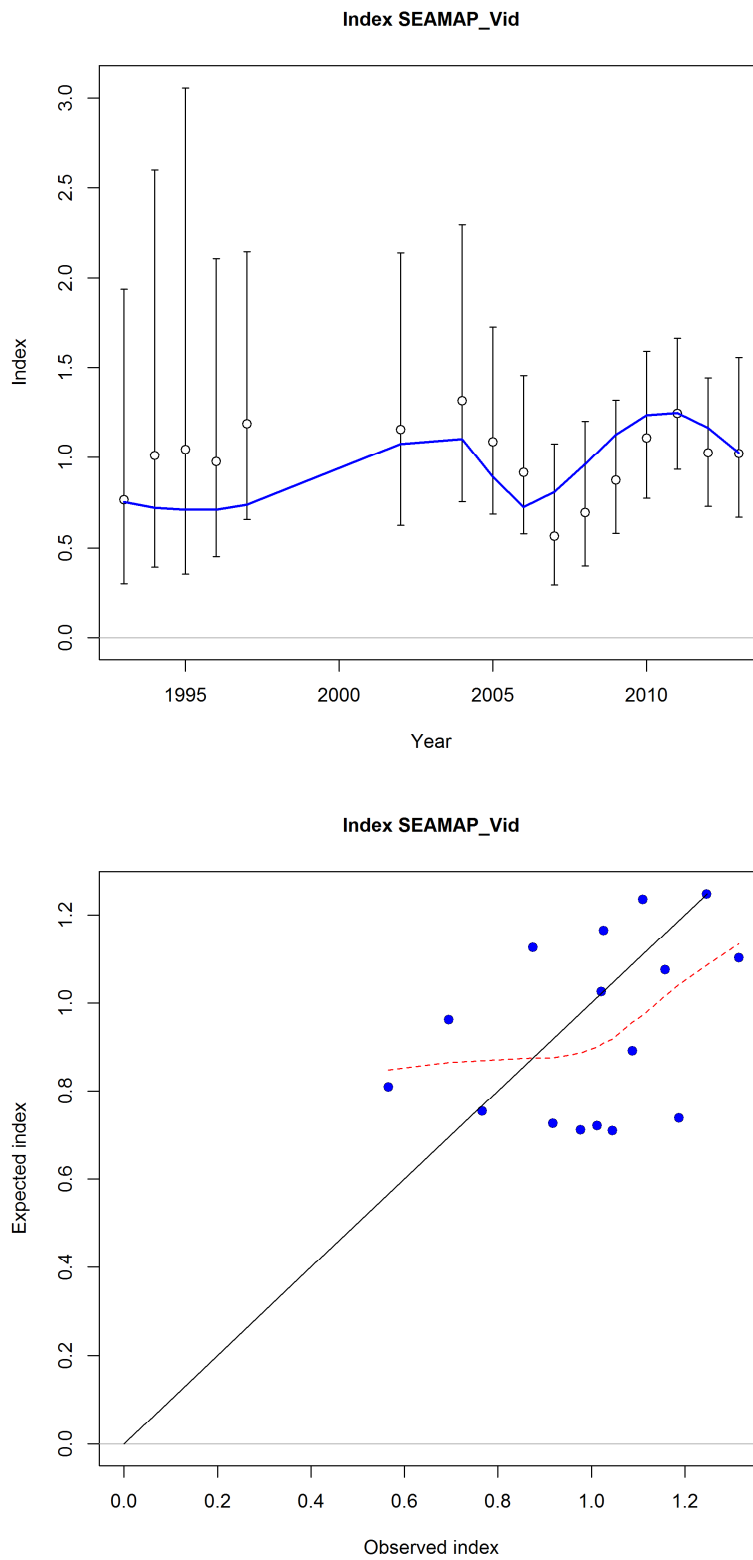 Index SEAMAP_Vid
3.0
2.5
2.0
1.5
1.0
0.5
0.0
Index
1995 2000 2005 2010
Year
Index SEAMAP_Vid
1.2
1.0
0.8
0.6
0.4
0.2
0.0
Expected index
0.0 0.2 0.4 0.6 0.8 1.0 1.2
Observed index